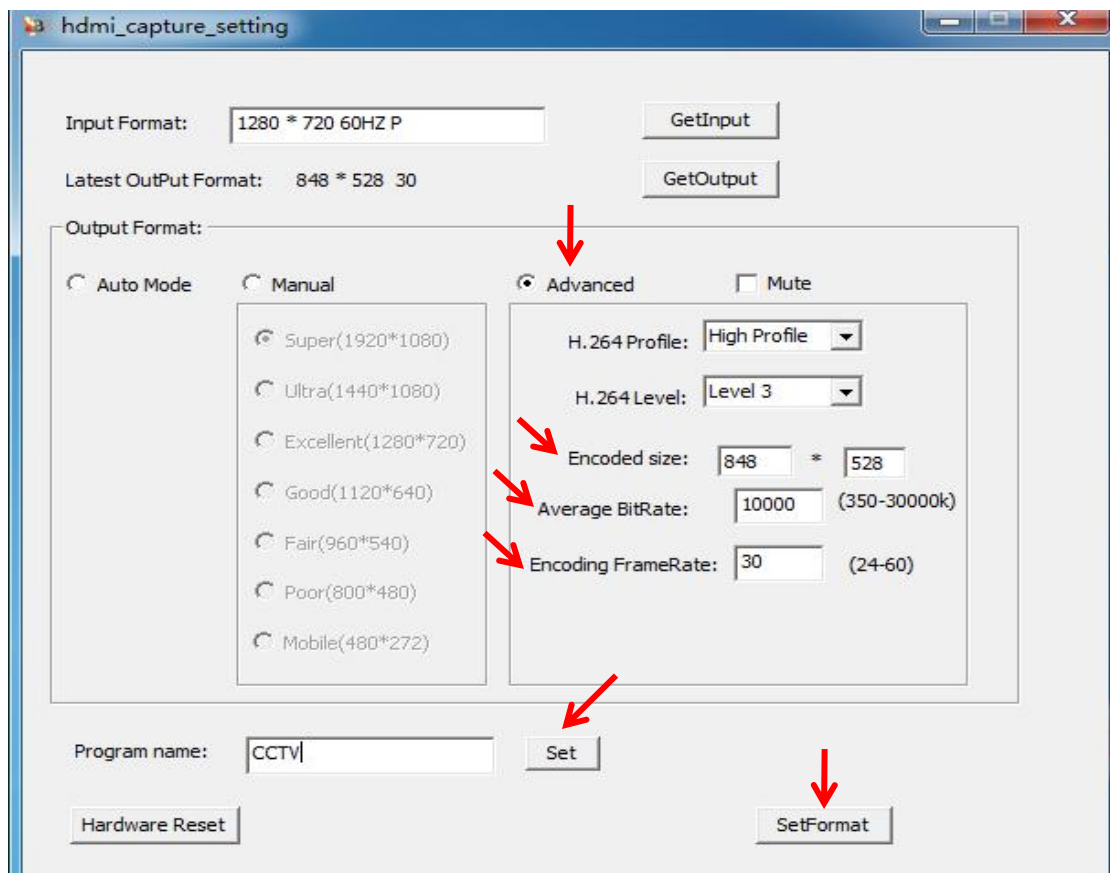 hdmi_capture_setting
Input Format: 1280 * 720 60HZ P GetInput
Latest OutPut Format: 848 * 528 30 GetOutput
Output Format:
Auto Mode Manual Advanced Mute
Super(1920*1080) H.264 Profile: High Profile
Ultra(1440*1080) H.264 Level: Level 3
Excellent(1280*720) Encoded size: 848 * 528
Good(1120*640) Average BitRate: 10000 (350-30000k)
Fair(960*540) Encoding FrameRate: 30 (24-60)
Poor(800*480)
Mobile(480*272)
Program name: CCTV Set
Hardware Reset SetFormat